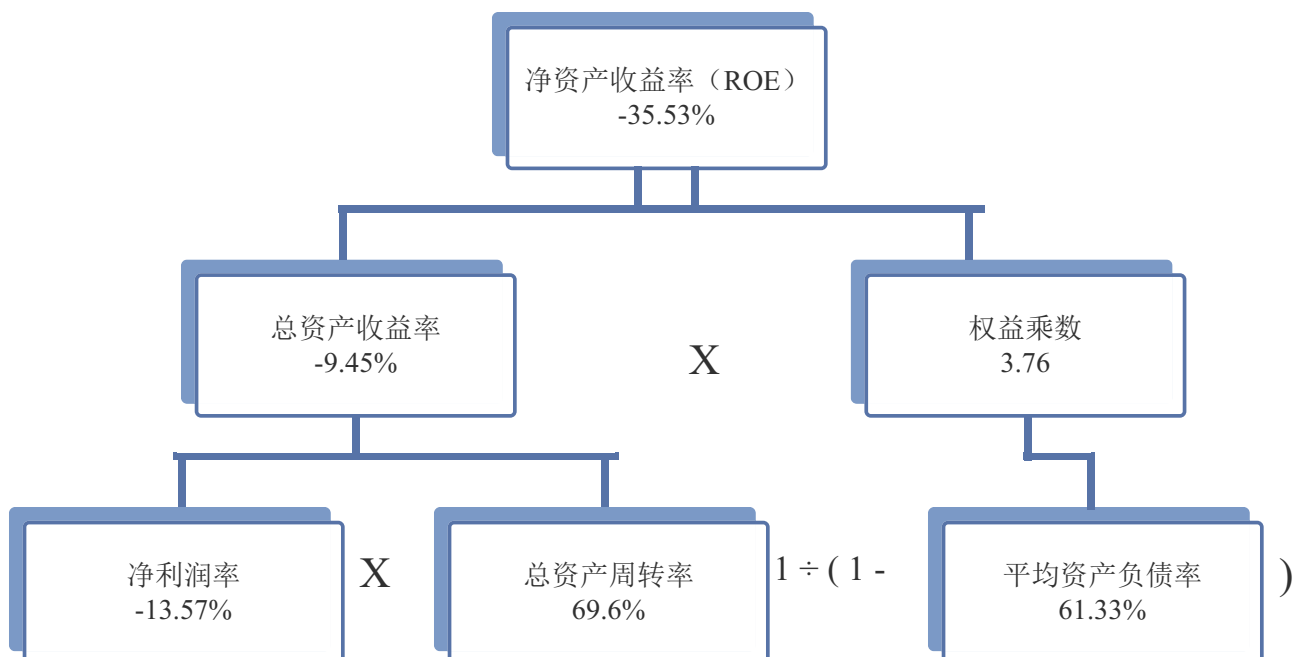 净资产收益率（ROE）
-35.53%
总资产收益率
-9.45%
X
权益乘数
3.76
净利润率
-13.57%
X
总资产周转率
69.6%
1 ÷ ( 1 -
平均资产负债率
61.33%
)